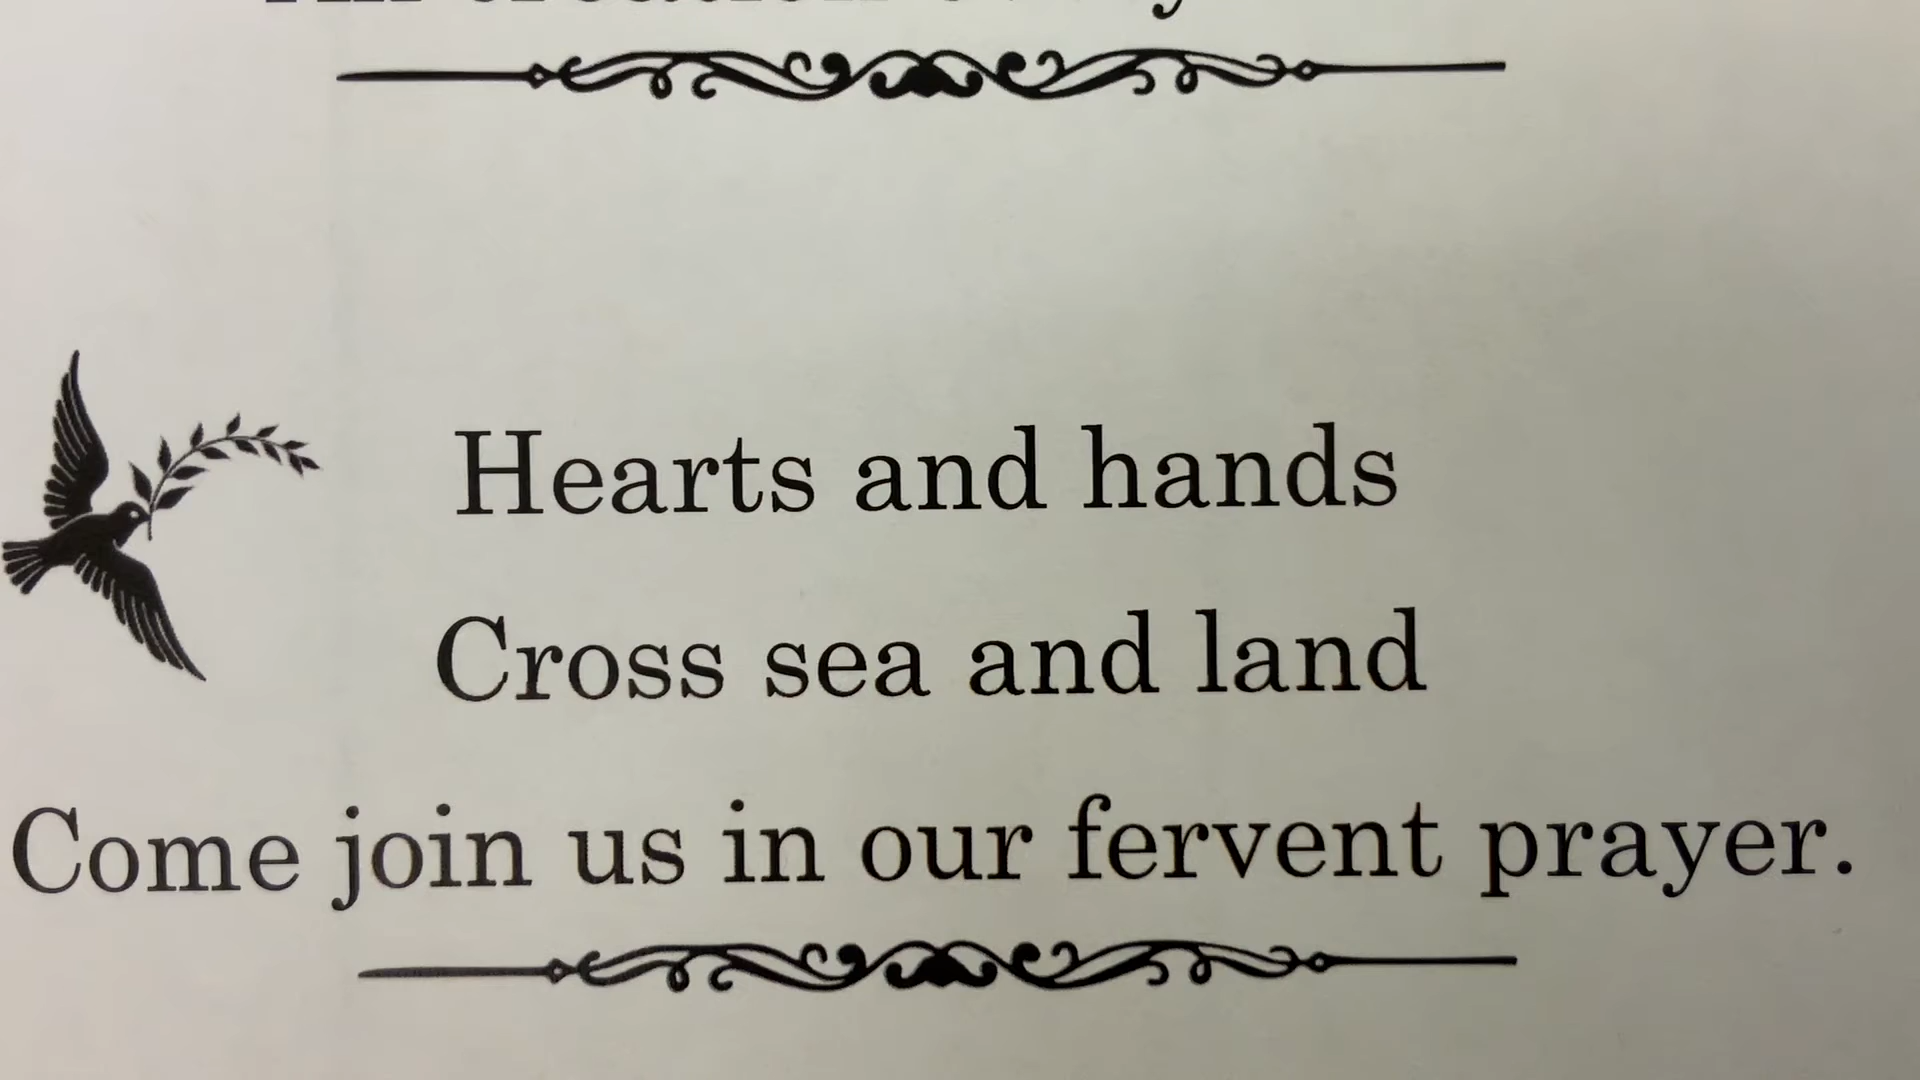 Hearts and hands
Cross sea and land
Come join us in our fervent prayer.